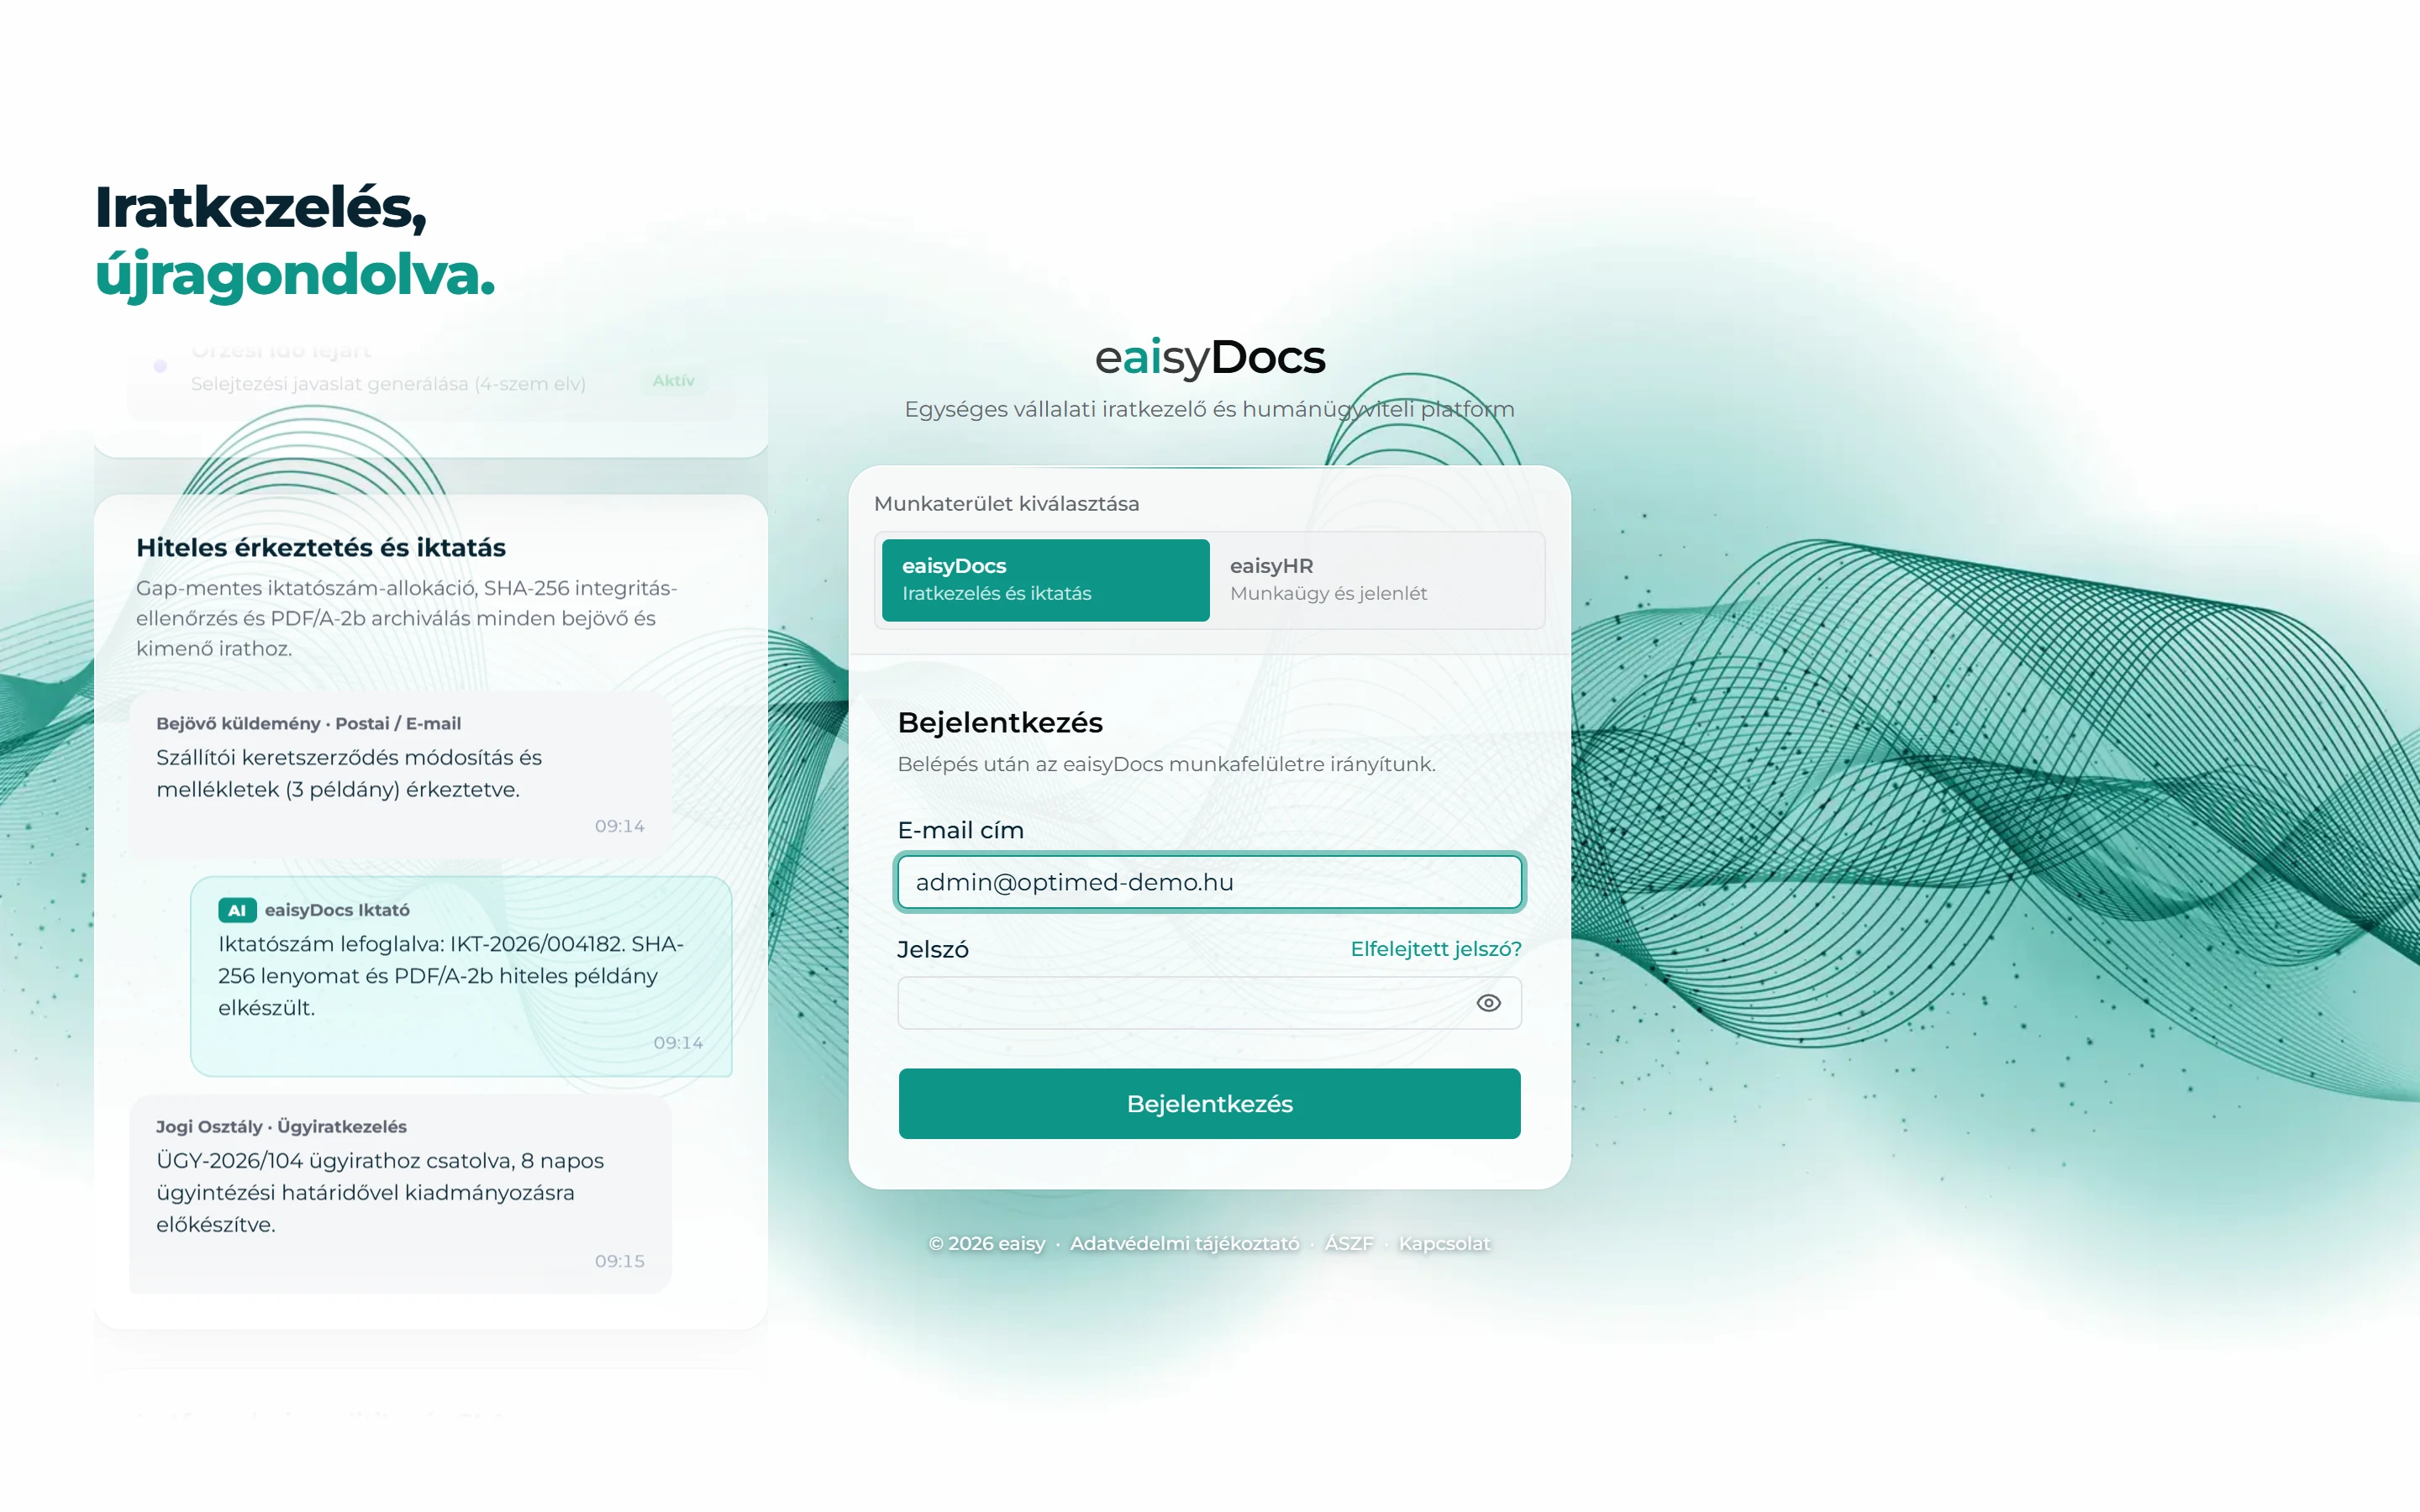 Iratkezelés,
újragondolva.
Őrzési idő lejárt
Selejtezési javaslat generálása (4-szem elv)
Aktív
Hiteles érkeztetés és iktatás
Gap-mentes iktatószám-allokáció, SHA-256 integritás-
ellenőrzés és PDF/A-2b archiválás minden bejövő és
kimenő irathoz.
Bejövő küldemény · Postai / E-mail
Szállítói keretszerződés módosítás és
mellékletek (3 példány) érkeztetve.
09:14
AI eaisyDocs Iktató
Iktatószám lefoglalva: IKT-2026/004182. SHA-
256 lenyomat és PDF/A-2b hiteles példány
elkészült.
09:14
Jogi Osztály · Ügyiratkezelés
ÜGY-2026/104 ügyirathoz csatolva, 8 napos
ügyintézési határidővel kiadmányozásra
előkészítve.
09:15
eaisyDocs
Egységes vállalati iratkezelő és humánügyviteli platform
Munkaterület kiválasztása
eaisyDocs
Iratkezelés és iktatás
eaisyHR
Munkaügy és jelenlét
Bejelentkezés
Belépés után az eaisyDocs munkafelületre irányítunk.
E-mail cím
admin@optimed-demo.hu
Jelszó
Elfelejtett jelszó?
Bejelentkezés
© 2026 eaisy · Adatvédelmi tájékoztató · ÁSZF · Kapcsolat